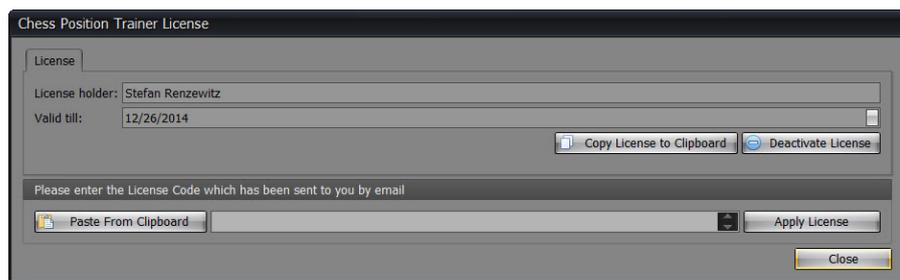 Chess Position Trainer License
License
License holder: Stefan Renzewitz
Valid till: 12/26/2014
Copy License to Clipboard Deactivate License
Please enter the License Code which has been sent to you by email
Paste From Clipboard Apply License
Close